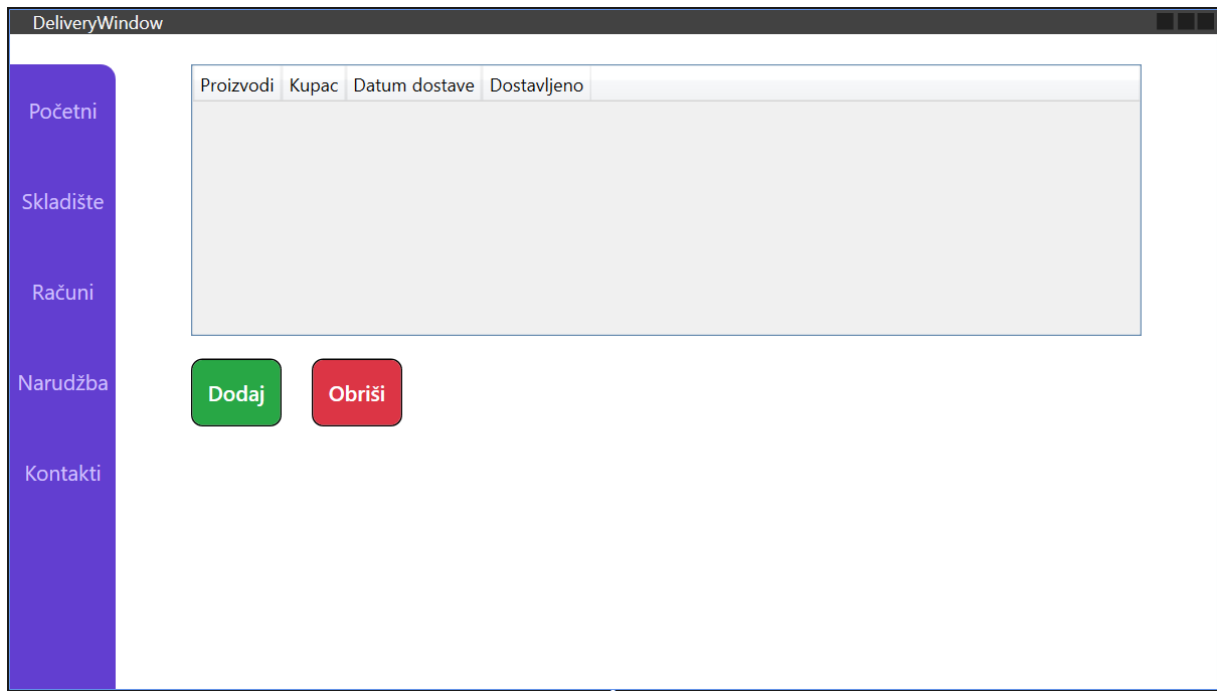 DeliveryWindow
Početni
Skladište
Računi
Narudžba
Kontakti
Proizvodi Kupac Datum dostave Dostavljeno
Dodaj Obriši